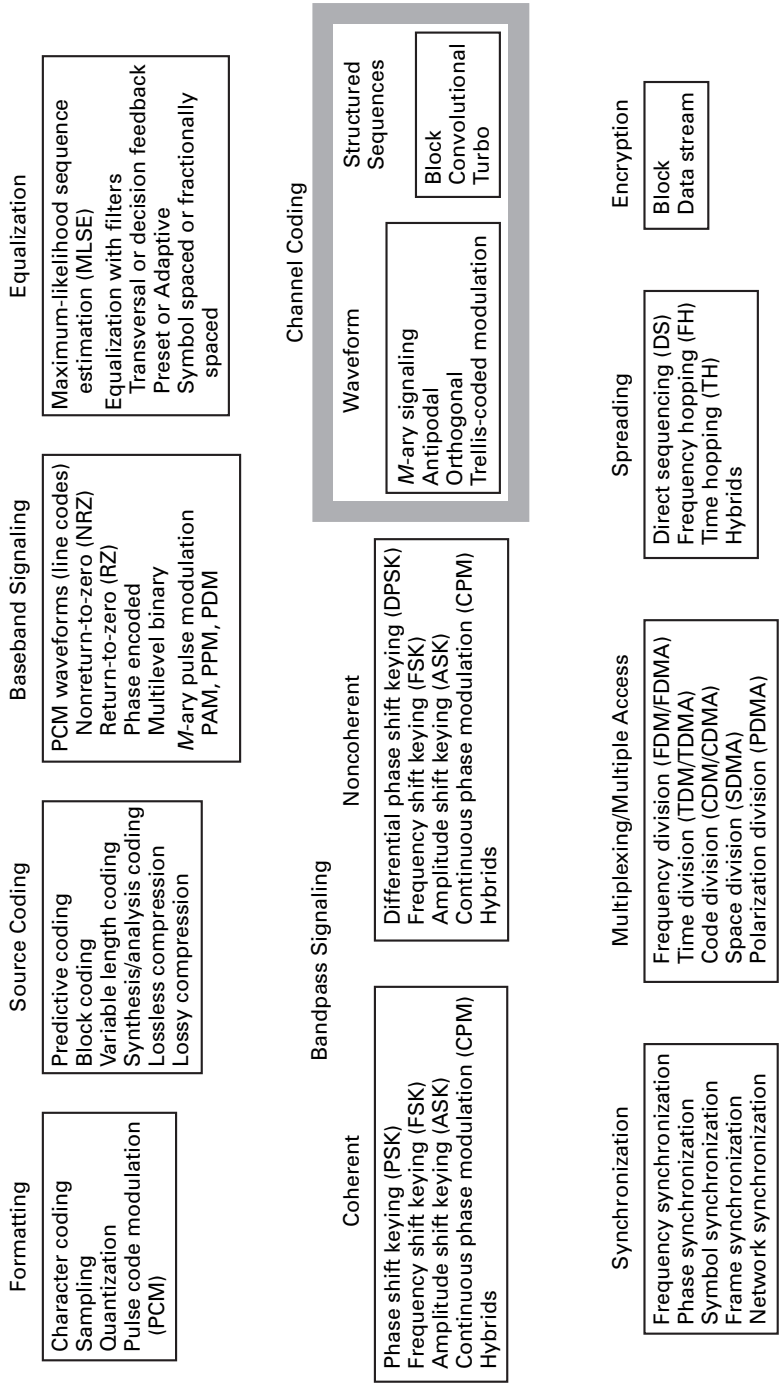 Formatting
Character coding
Sampling
Quantization
Pulse code modulation
(PCM)
Source Coding
Predictive coding
Block coding
Variable length coding
Synthesis/analysis coding
Lossless compression
Lossy compression
Baseband Signaling
PCM waveforms (line codes)
Nonreturn-to-zero (NRZ)
Return-to-zero (RZ)
Phase encoded
Multilevel binary
M-ary pulse modulation
PAM, PPM, PDM
Equalization
Maximum-likelihood sequence
estimation (MLSE)
Equalization with filters
Transversal or decision feedback
Preset or Adaptive
Symbol spaced or fractionally
spaced
Bandpass Signaling
Coherent
Phase shift keying (PSK)
Frequency shift keying (FSK)
Amplitude shift keying (ASK)
Continuous phase modulation (CPM)
Hybrids
Noncoherent
Differential phase shift keying (DPSK)
Frequency shift keying (FSK)
Amplitude shift keying (ASK)
Continuous phase modulation (CPM)
Hybrids
Channel Coding
Waveform
M-ary signaling
Antipodal
Orthogonal
Trellis-coded modulation
Structured
Sequences
Block
Convolutional
Turbo
Synchronization
Frequency synchronization
Phase synchronization
Symbol synchronization
Frame synchronization
Network synchronization
Multiplexing/Multiple Access
Frequency division (FDM/FDMA)
Time division (TDM/TDMA)
Code division (CDM/CDMA)
Space division (SDMA)
Polarization division (PDMA)
Spreading
Direct sequencing (DS)
Frequency hopping (FH)
Time hopping (TH)
Hybrids
Encryption
Block
Data stream